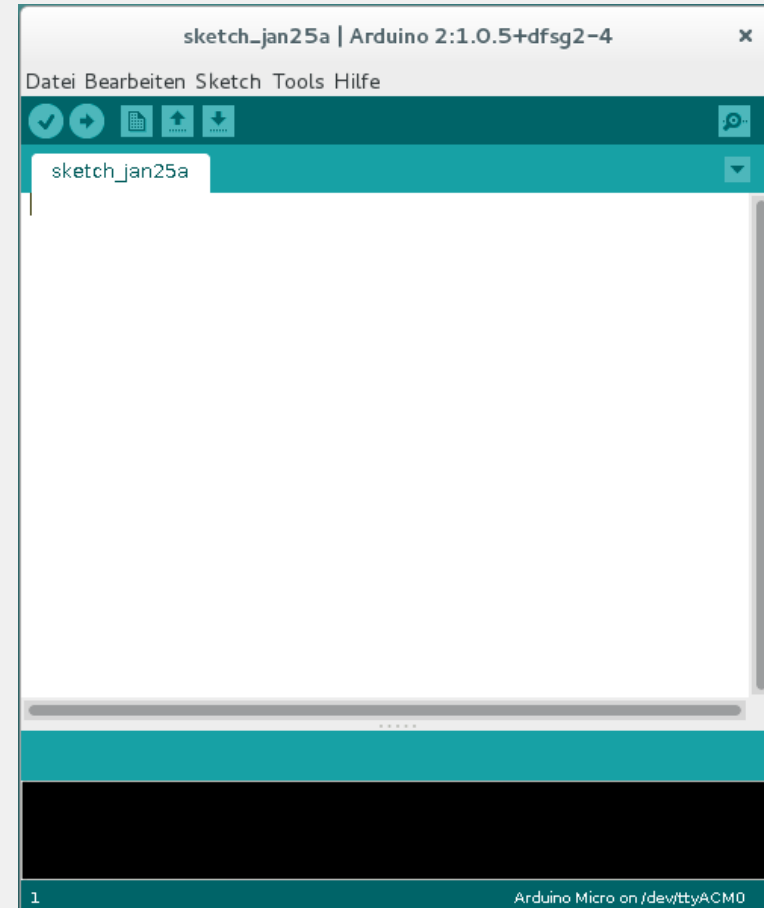 sketch_jan25a | Arduino 2:1.0.5+dfsg2-4
Datei Bearbeiten Sketch Tools Hilfe
sketch_jan25a
1 Arduino Micro on /dev/ttyACM0